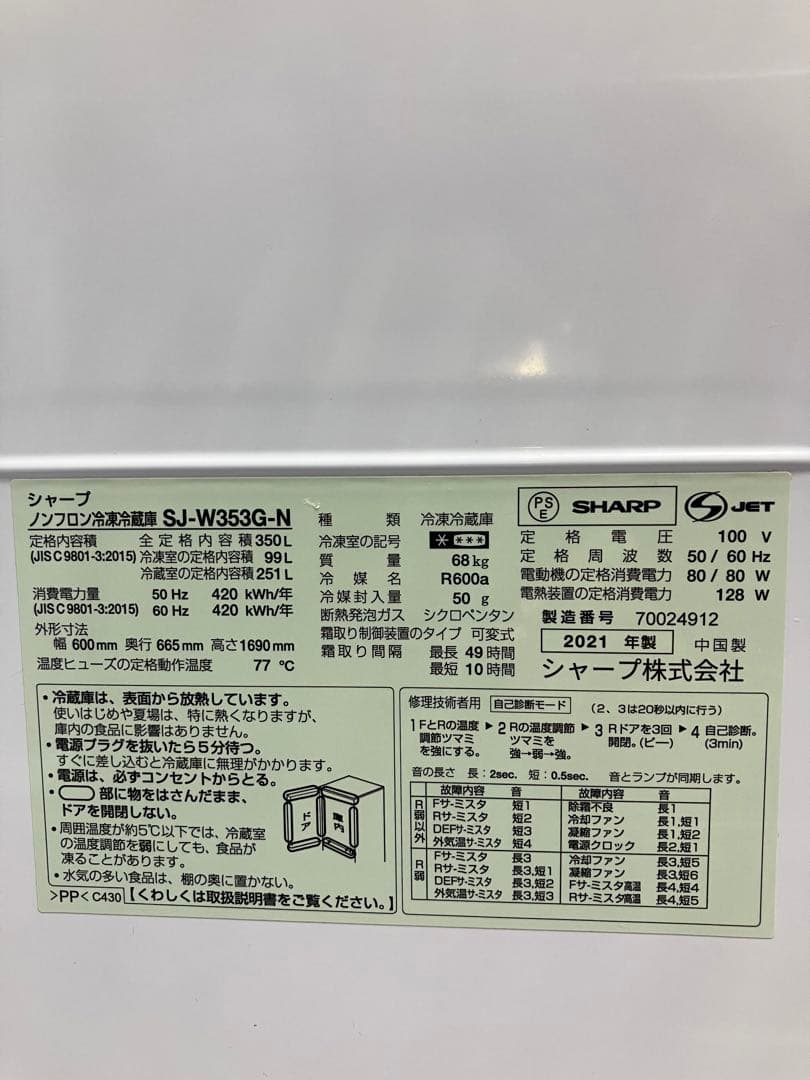 シャープ
ノンフロン冷凍冷蔵庫 SJ-W353G-N
定格内容積 全定格内容積 350L
(JIS C 9801-3:2015) 冷凍室の定格内容積 99L
冷蔵室の定格内容積 251L
消費電力量 50 Hz 420 kWh/年
(JIS C 9801-3:2015) 60 Hz 420 kWh/年
外形寸法
幅 600mm 奥行 665mm 高さ1690mm
温度ヒューズの定格動作温度 77 ℃
種類 冷凍冷蔵庫
冷凍室の記号 * ***
質量 68kg
冷媒名 R600a
冷媒封入量 50 g
断熱発泡ガス シクロペンタン
霜取り制御装置のタイプ 可変式
霜取り間隔 最長 49時間
最短 10時間
PS
E
SHARP
JET
定格電圧 100 V
定格周波数 50 / 60 Hz
電動機の定格消費電力 80 / 80 W
電熱装置の定格消費電力 128 W
製造番号 70024912
2021 年製 中国製
シャープ株式会社
・冷蔵庫は、表面から放熱しています。
使いはじめや夏場は、特に熱くなりますが、
庫内の食品に影響はありません。
・電源プラグを抜いたら5分待つ。
すぐに差し込むと冷蔵庫に無理がかかります。
・電源は、必ずコンセントからとる。
・ 部に物をはさんだまま、
ドアを開閉しない。
・周囲温度が約5℃以下では、冷蔵室
の温度調節を弱にしても、食品が
凍ることがあります。
・水気の多い食品は、棚の奥に置かない。
ドア
庫内
>PP< C430 【くわしくは取扱説明書をご覧ください。】
修理技術者用 自己診断モード (2、3は20秒以内に行う)
1 FとRの温度調節ツマミを強にする。 ▶ 2 Rの温度調節ツマミを強→弱→強。 ▶ 3 Rドアを3回開閉。(ピー) ▶ 4 自己診断。(3min)
音の長さ 長:2sec. 短:0.5sec. 音とランプが同期します。
故障内容 音 故障内容 音
R弱以外
Fサ-ミスタ 短1 除霜不良 長1
Rサ-ミスタ 短2 冷却ファン 長1,短1
DEFサ-ミスタ 短3 凝縮ファン 長1,短2
外気温サ-ミスタ 短4 電源クロック 長2,短1
R弱
Fサ-ミスタ 長3 冷却ファン 長3,短5
Rサ-ミスタ 長3,短1 凝縮ファン 長3,短6
DEFサ-ミスタ 長3,短2 Fサ-ミスタ高温 長4,短4
外気温サ-ミスタ 長3,短3 Rサ-ミスタ高温 長4,短5